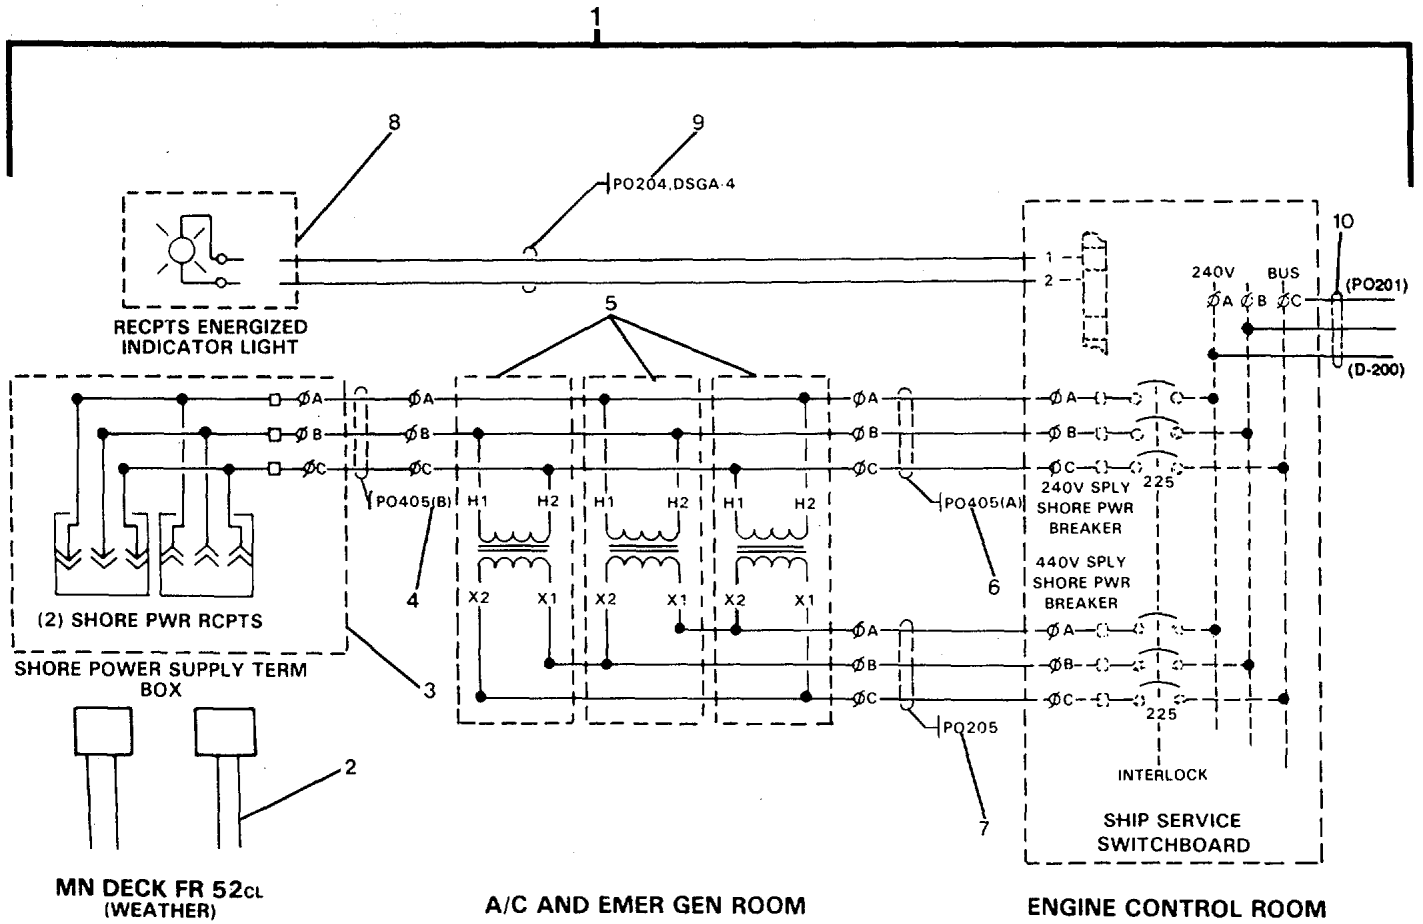 1
8
9
PO204,DSGA-4
10
1
2
240V BUS
(PO201)
ØA ØB ØC
(D-200)
RECPTS ENERGIZED
INDICATOR LIGHT
5
ØA ØA ØA ØA
ØB ØB ØB ØB
ØC ØC ØC ØC
PO405(B)
H1 H2 H1 H2 H1 H2
PO405(A)
225
240V SPLY
SHORE PWR
BREAKER
4
6
440V SPLY
SHORE PWR
BREAKER
X2 X1 X2 X1 X2 X1
(2) SHORE PWR RCPTS
ØA ØA
ØB ØB
ØC ØC
225
SHORE POWER SUPPLY TERM
BOX
3
PO205
2
7
INTERLOCK
SHIP SERVICE
SWITCHBOARD
MN DECK FR 52CL
(WEATHER)
A/C AND EMER GEN ROOM
ENGINE CONTROL ROOM